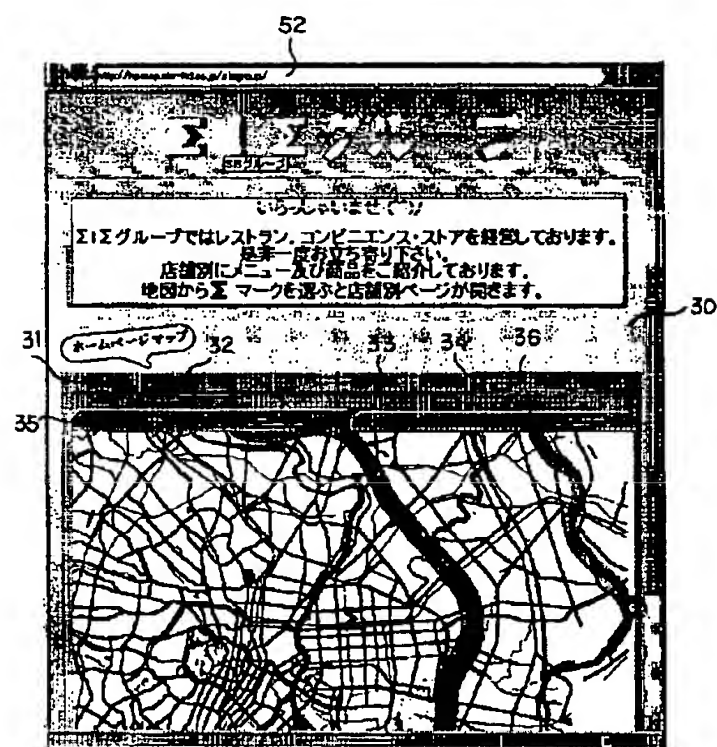 52
Σ Σグループ
いらっしゃいませ(^^)/
Σ:Σグループではレストラン。コンビニエンス・ストアを経営しております。
是非一度お立ち寄り下さい。
店舗別にメニュー及び商品をご紹介しております。
地図からΣ マークを選ぶと店舗別ページが開きます。
30
31 ホームページマップ 32 33 34 36
35